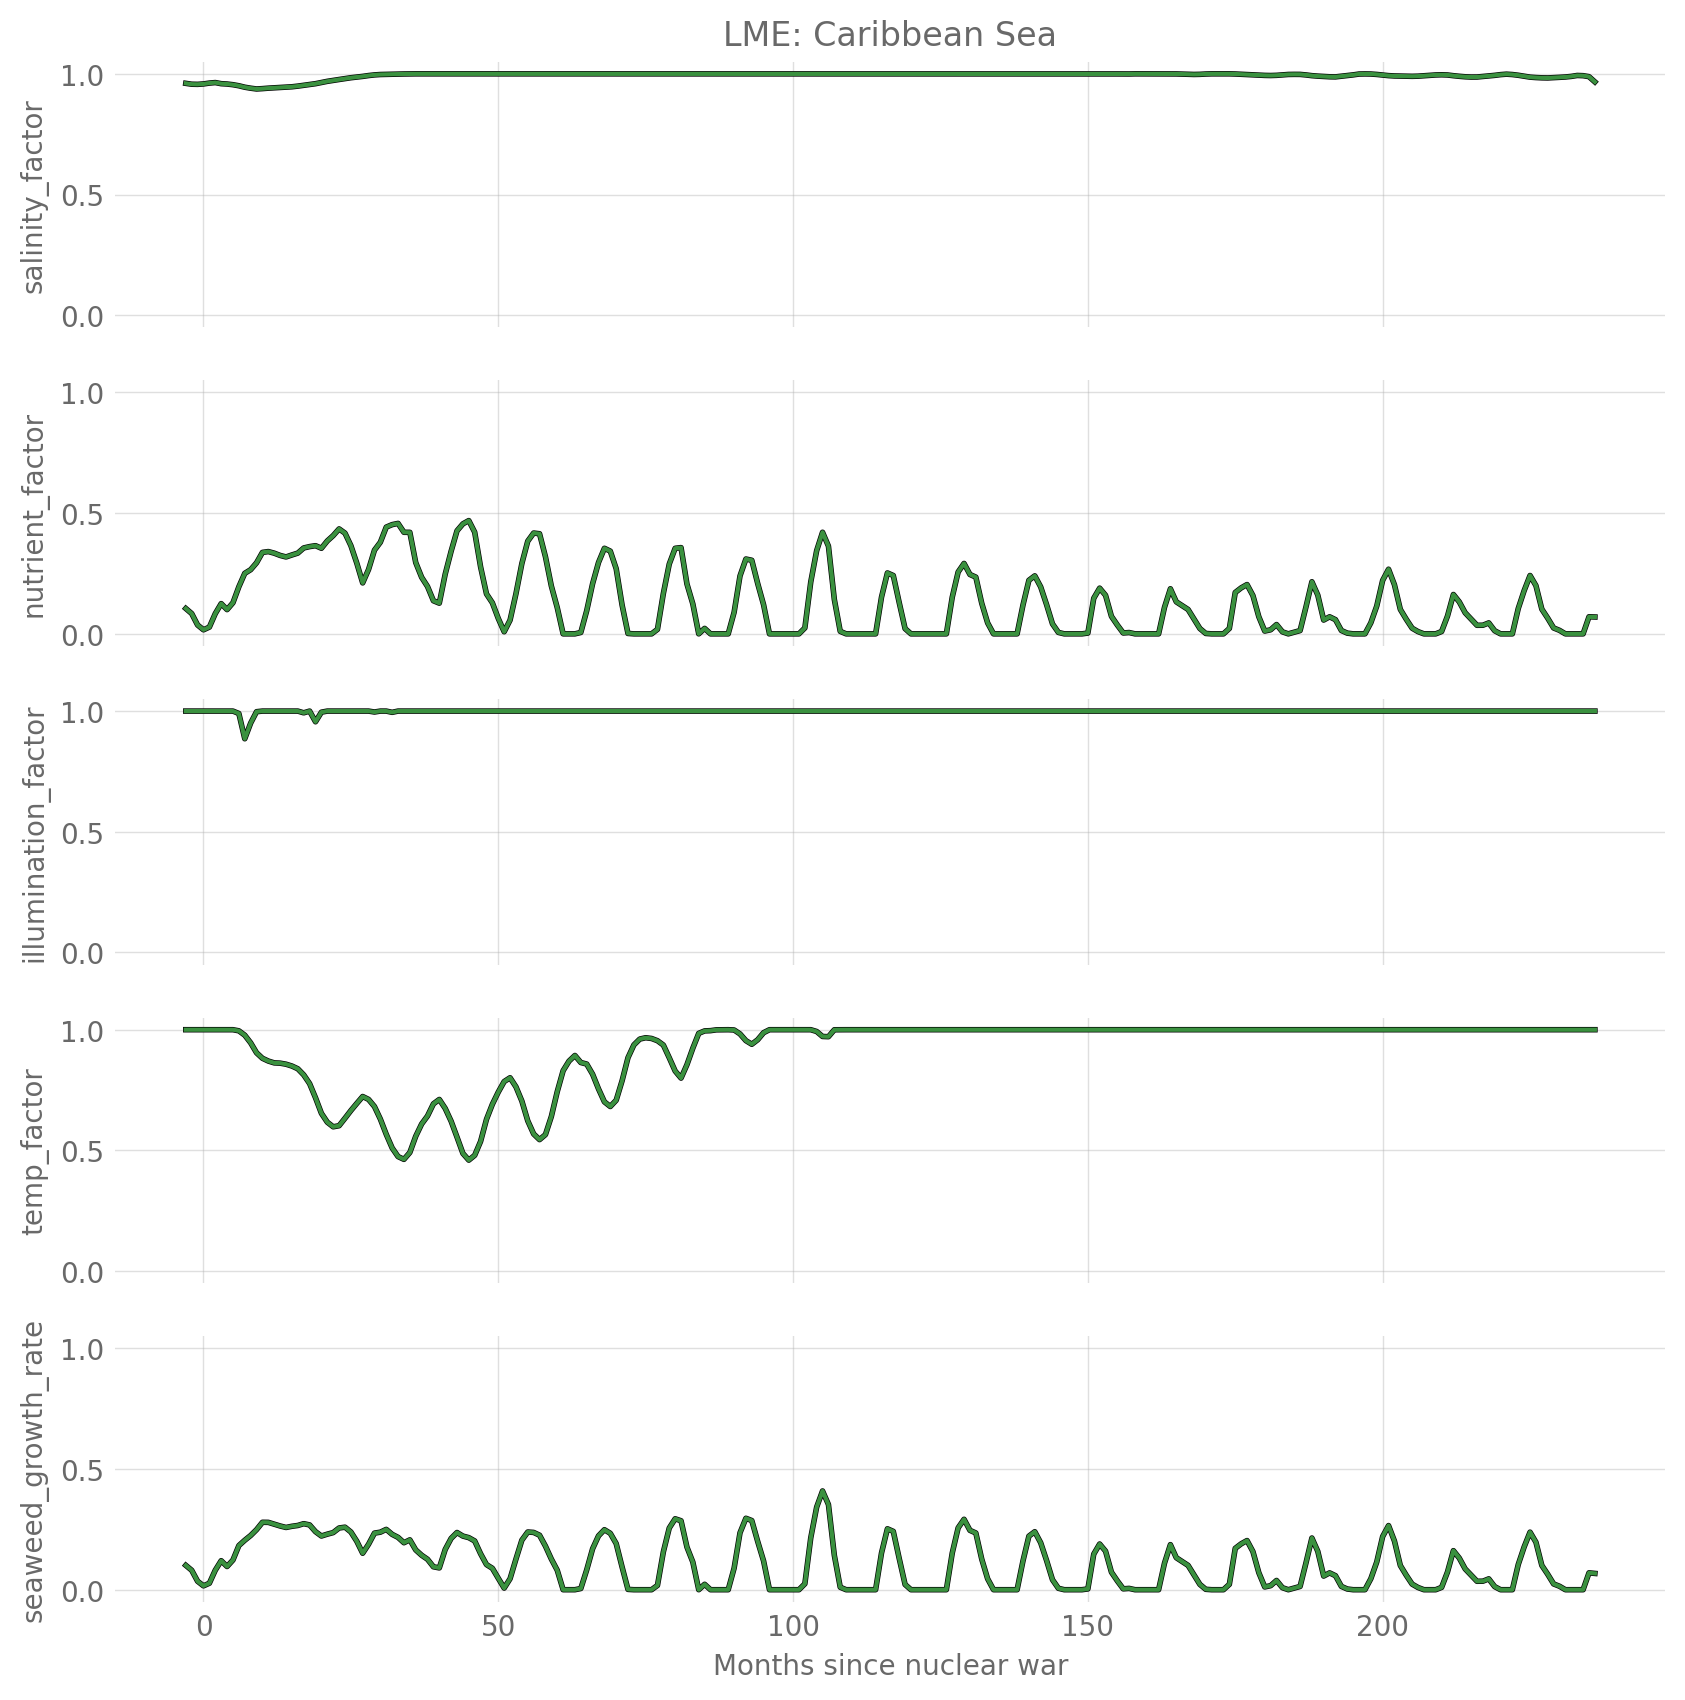 LME: Caribbean Sea
1.0
0.5
0.0
salinity_factor
1.0
0.5
0.0
nutrient_factor
1.0
0.5
0.0
illumination_factor
1.0
0.5
0.0
temp_factor
1.0
0.5
0.0
seaweed_growth_rate
0 50 100 150 200
Months since nuclear war